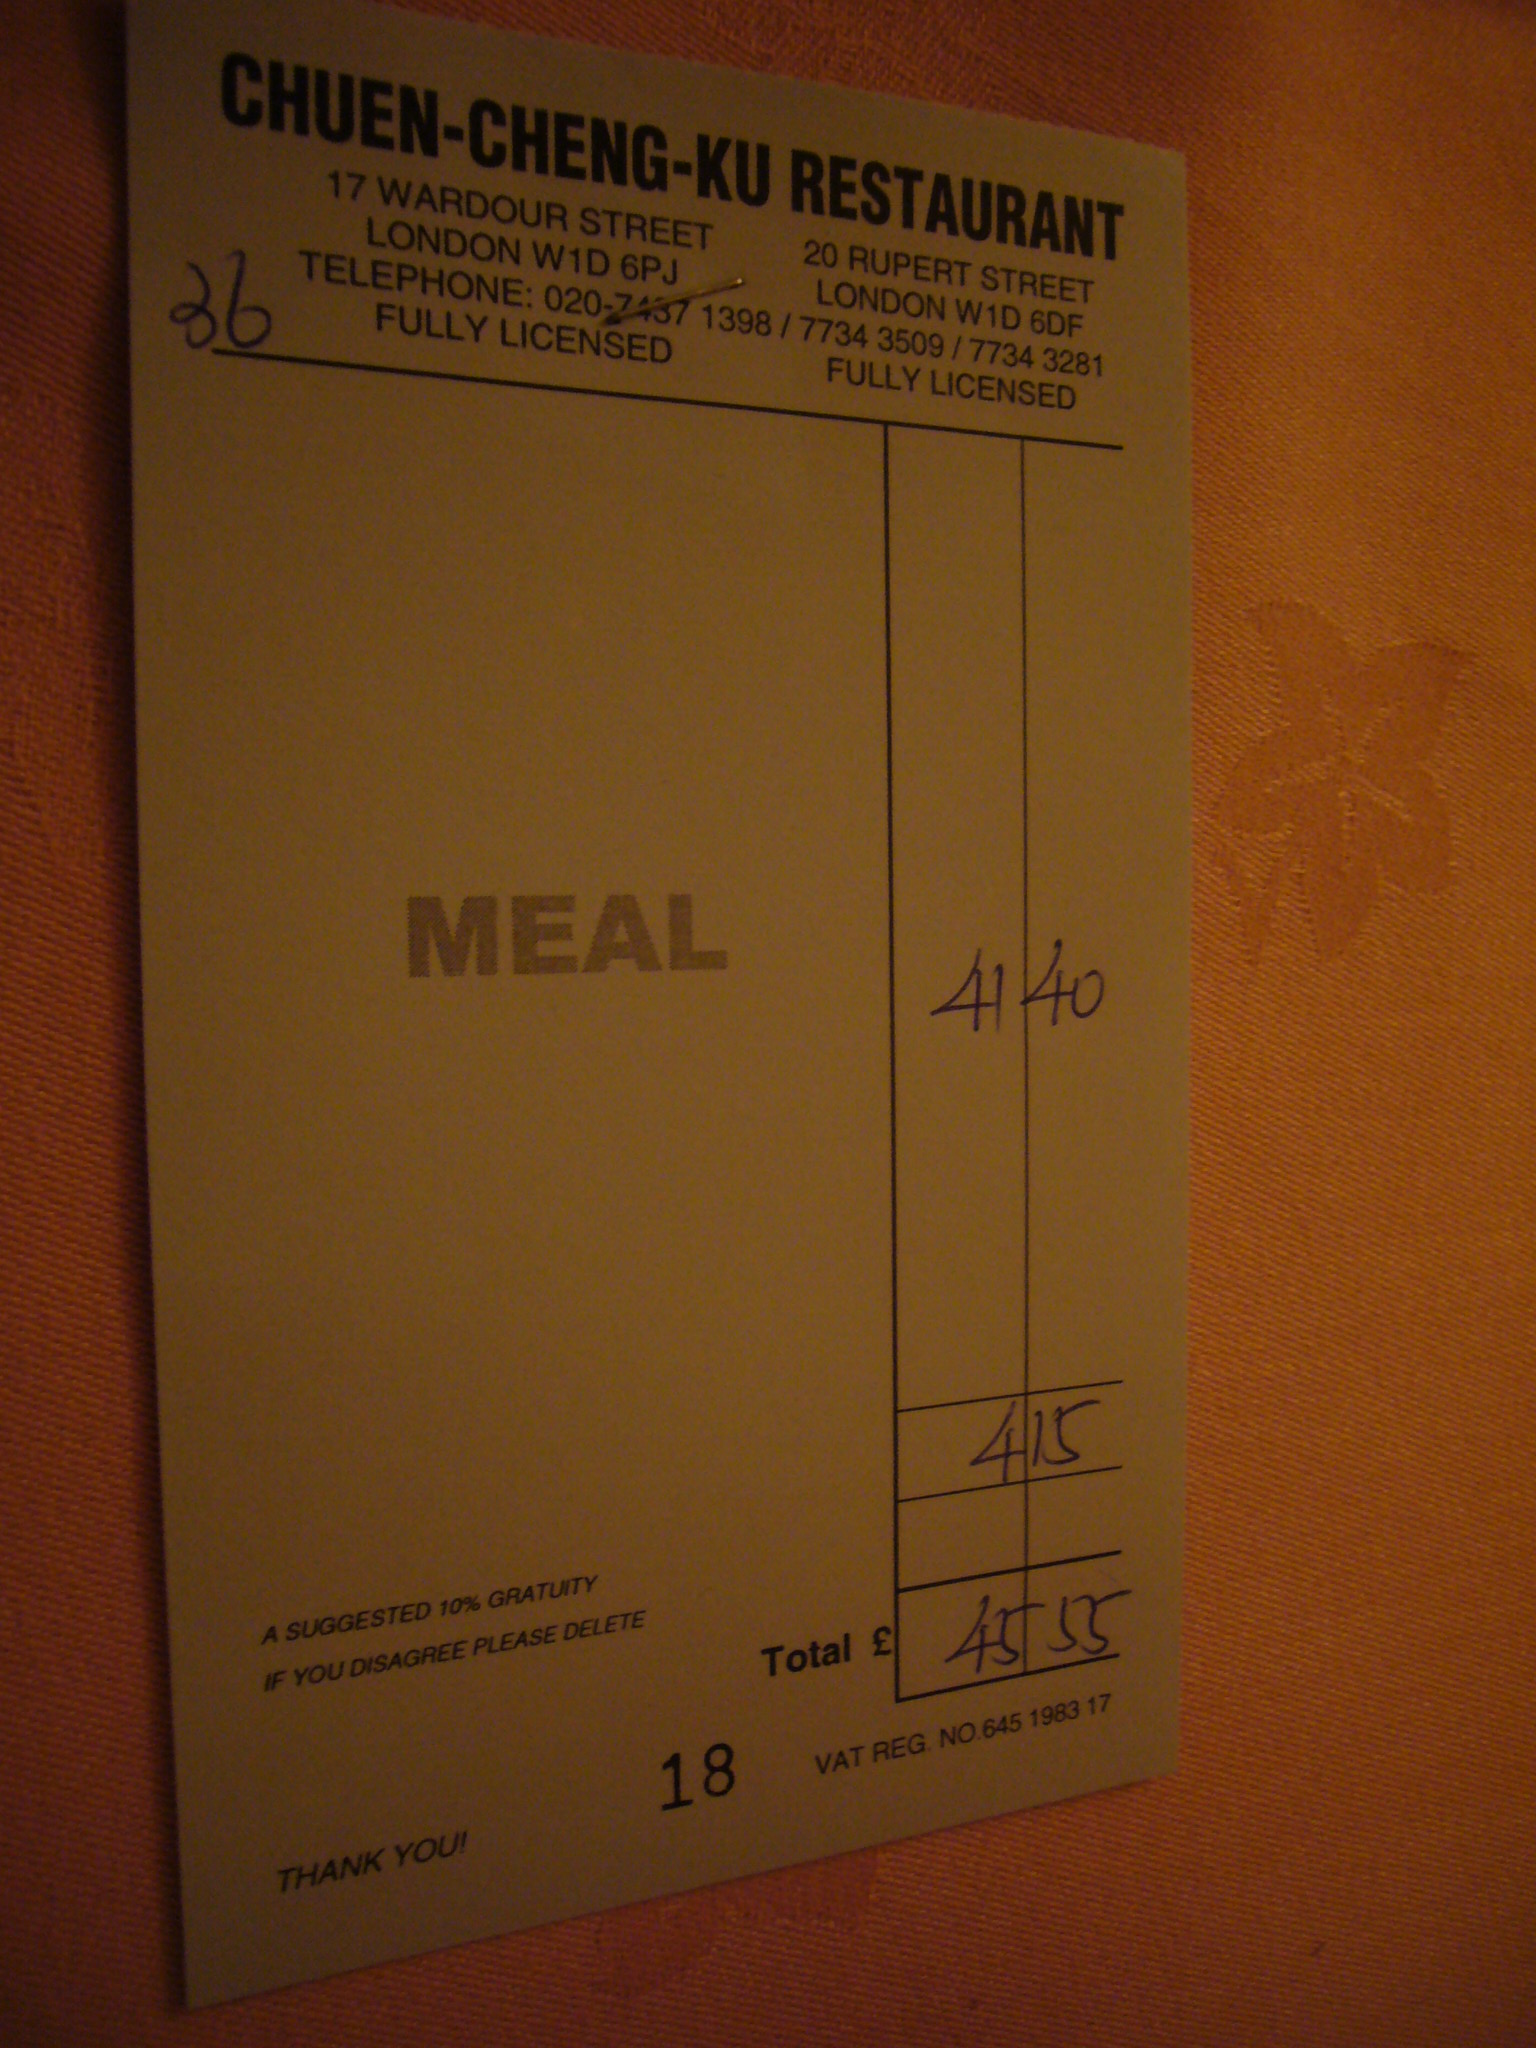 CHUEN-CHENG-KU RESTAURANT
17 WARDOUR STREET
LONDON W1D 6PJ
20 RUPERT STREET
LONDON W1D 6DF
TELEPHONE: 020-7437 1398 / 7734 3509 / 7734 3281
FULLY LICENSED
FULLY LICENSED
36
MEAL
41 40
4 15
A SUGGESTED 10% GRATUITY
IF YOU DISAGREE PLEASE DELETE
Total £ 45 55
VAT REG. NO.645 1983 17
18
THANK YOU!